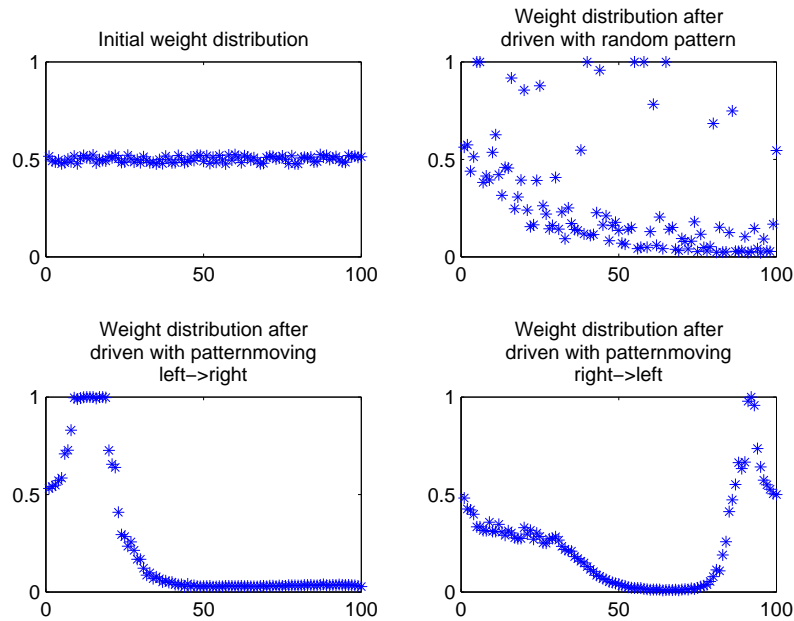 Initial weight distribution
1
0.5
0
0
50
100
Weight distribution after
driven with random pattern
1
0.5
0
0
50
100
Weight distribution after
driven with patternmoving
left->right
1
0.5
0
0
50
100
Weight distribution after
driven with patternmoving
right->left
1
0.5
0
0
50
100